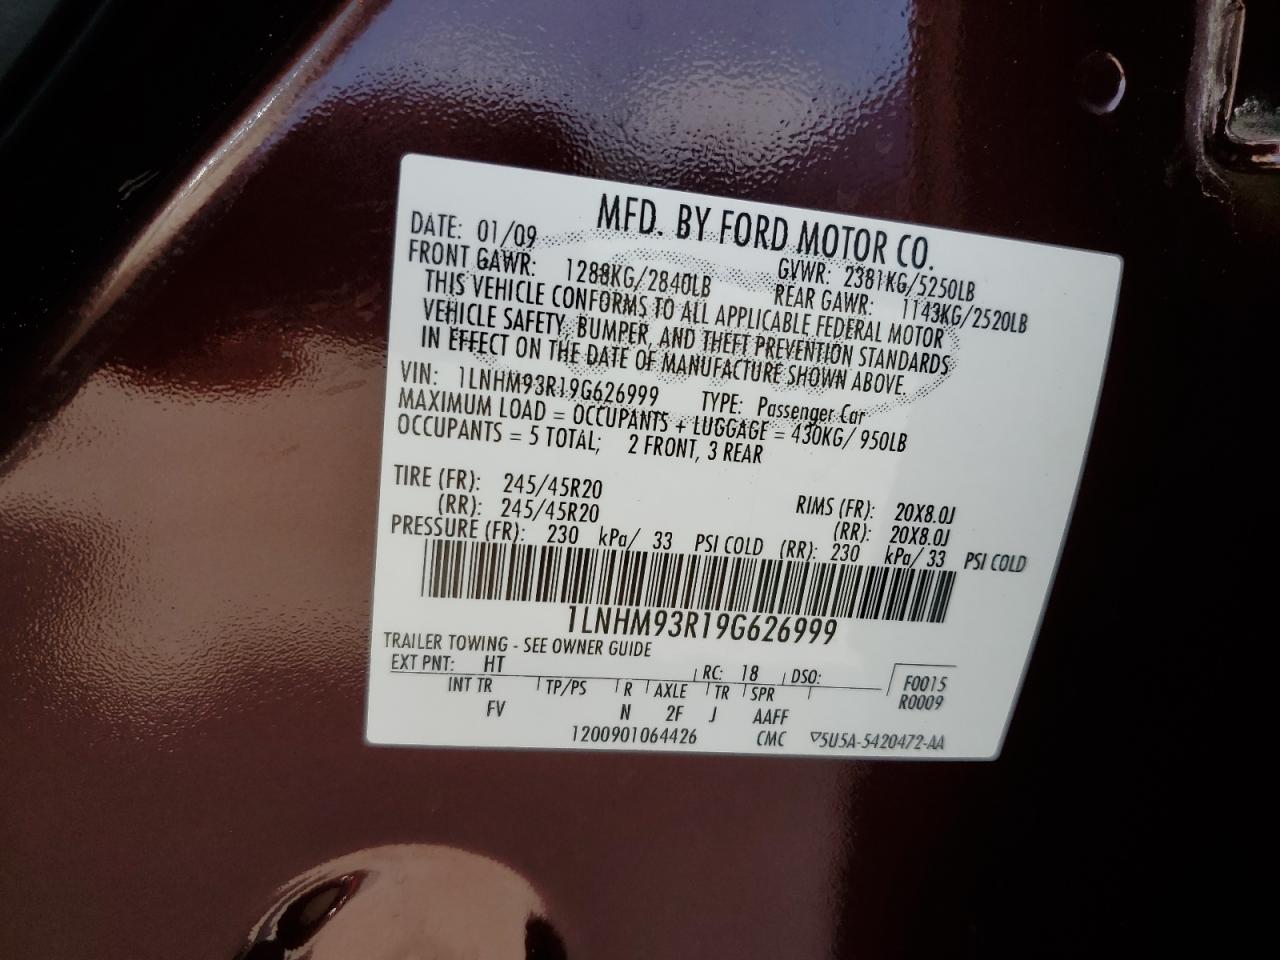 MFD. BY FORD MOTOR CO.
DATE: 01/09 GVWR: 2381KG/5250LB
FRONT GAWR: 1288KG/2840LB REAR GAWR: 1143KG/2520LB
THIS VEHICLE CONFORMS TO ALL APPLICABLE FEDERAL MOTOR
VEHICLE SAFETY, BUMPER, AND THEFT PREVENTION STANDARDS
IN EFFECT ON THE DATE OF MANUFACTURE SHOWN ABOVE.
VIN: 1LNHM93R19G626999 TYPE: Passenger Car
MAXIMUM LOAD = OCCUPANTS + LUGGAGE = 430KG/ 950LB
OCCUPANTS = 5 TOTAL; 2 FRONT, 3 REAR
TIRE (FR): 245/45R20 RIMS (FR): 20X8.0J
(RR): 245/45R20 (RR): 20X8.0J
PRESSURE (FR): 230 kPa/ 33 PSI COLD (RR): 230 kPa/ 33 PSI COLD
1LNHM93R19G626999
TRAILER TOWING - SEE OWNER GUIDE
EXT PNT: HT RC: 18 DSO: F0015
INT TR TP/PS R AXLE TR SPR R0009
FV N 2F J AAFF
1200901064426 CMC ▽5U5A-5420472-AA